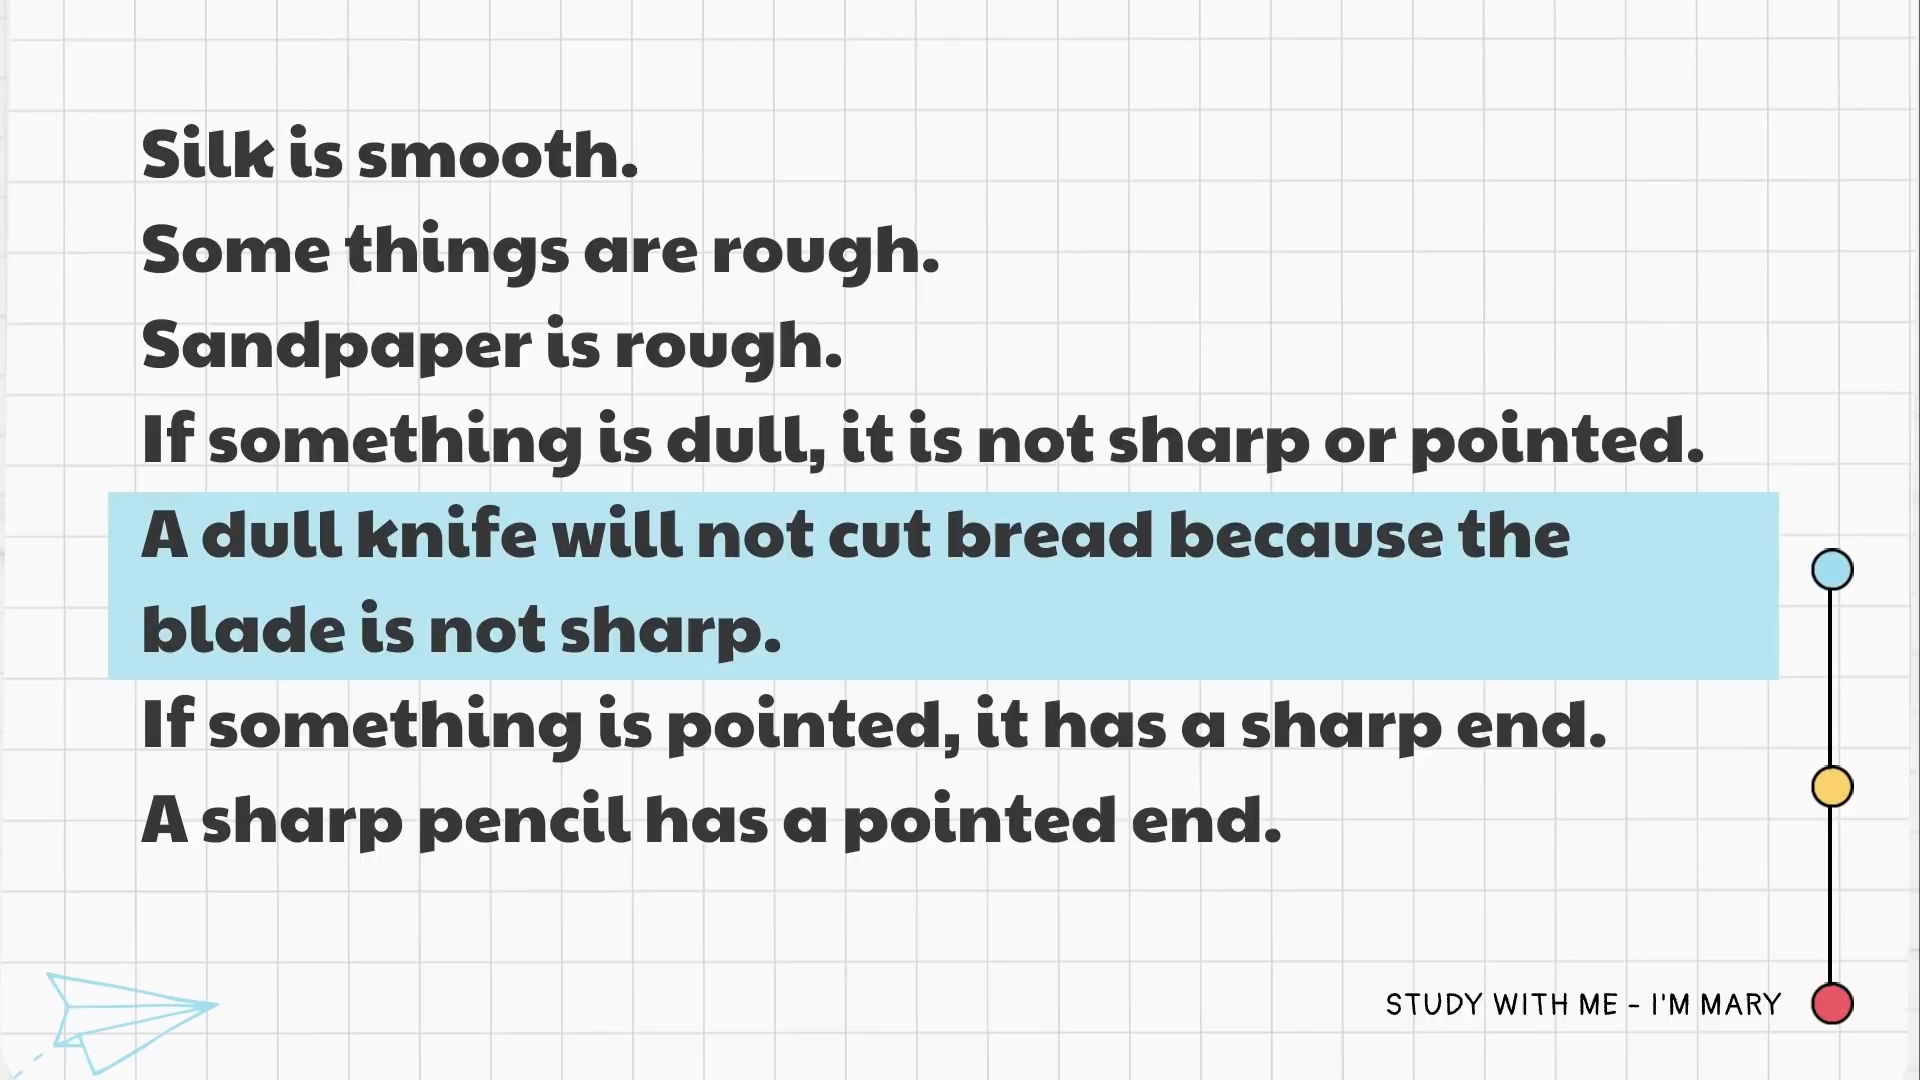 Silk is smooth.
Some things are rough.
Sandpaper is rough.
If something is dull, it is not sharp or pointed.
A dull knife will not cut bread because the
blade is not sharp.
If something is pointed, it has a sharp end.
A sharp pencil has a pointed end.
STUDY WITH ME - I'M MARY